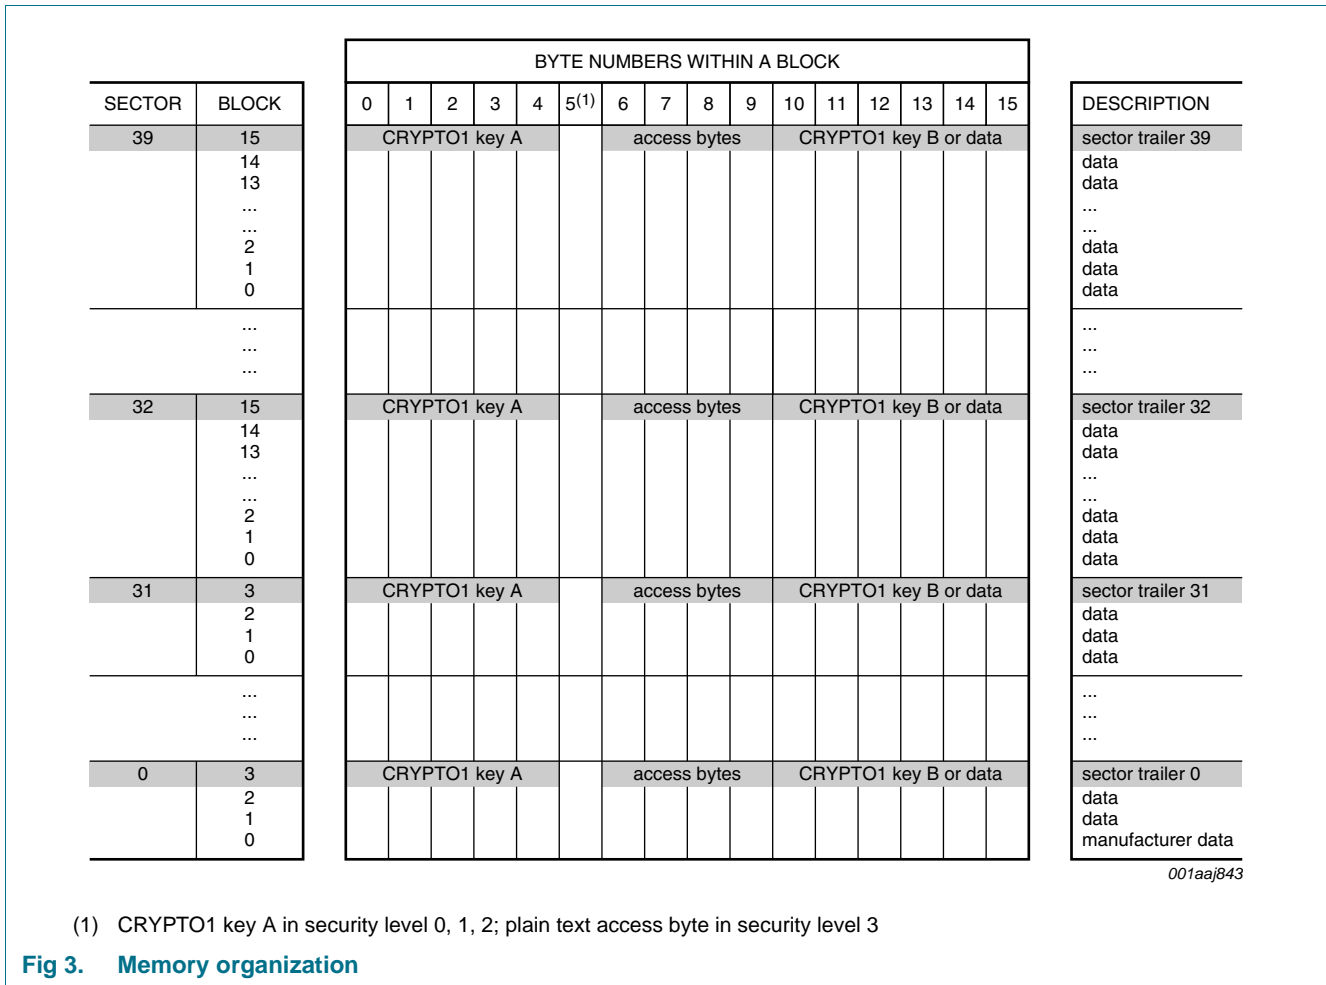 BYTE NUMBERS WITHIN A BLOCK
SECTOR BLOCK 0 1 2 3 4 5(1) 6 7 8 9 10 11 12 13 14 15 DESCRIPTION
39 15 CRYPTO1 key A access bytes CRYPTO1 key B or data sector trailer 39
14 data
13 data
... ...
... ...
2 data
1 data
0 data
... ...
... ...
... ...
32 15 CRYPTO1 key A access bytes CRYPTO1 key B or data sector trailer 32
14 data
13 data
... ...
... ...
2 data
1 data
0 data
31 3 CRYPTO1 key A access bytes CRYPTO1 key B or data sector trailer 31
2 data
1 data
0 data
... ...
... ...
... ...
0 3 CRYPTO1 key A access bytes CRYPTO1 key B or data sector trailer 0
2 data
1 data
0 manufacturer data
001aaj843
(1) CRYPTO1 key A in security level 0, 1, 2; plain text access byte in security level 3
Fig 3. Memory organization